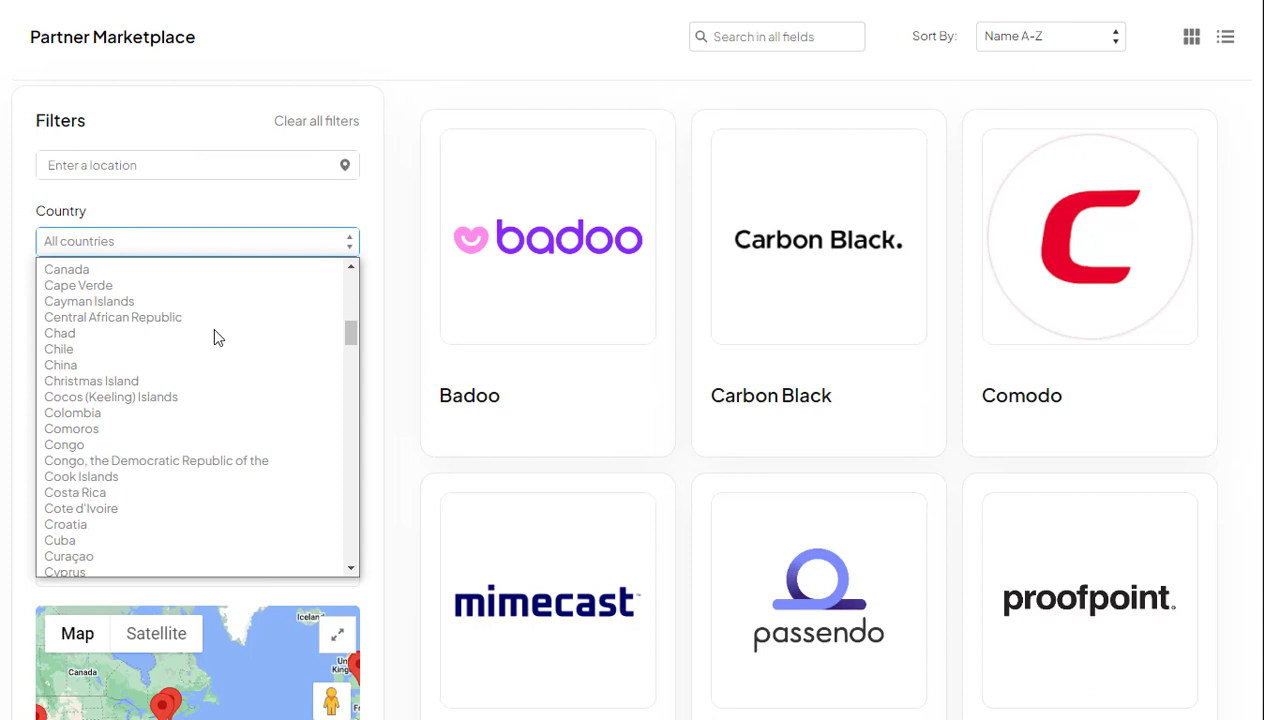 Partner Marketplace
Search in all fields
Sort By:
Name A-Z
Filters
Clear all filters
Enter a location
Country
All countries
Canada
Cape Verde
Cayman Islands
Central African Republic
Chad
Chile
China
Christmas Island
Cocos (Keeling) Islands
Colombia
Comoros
Congo
Congo, the Democratic Republic of the
Cook Islands
Costa Rica
Cote d'Ivoire
Croatia
Cuba
Curaçao
Cyprus
Map
Satellite
Canada
badoo
Badoo
Carbon Black.
Carbon Black
Comodo
mimecast™
passendo
proofpoint.